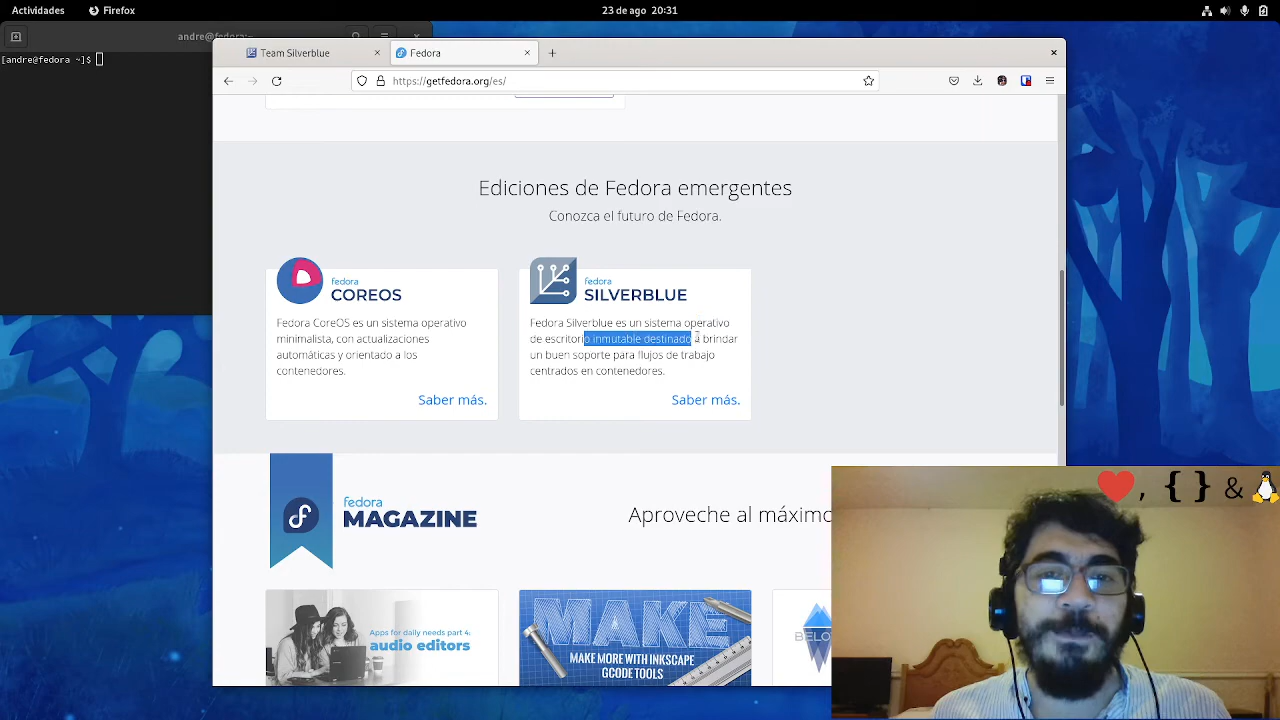 Actividades
Firefox
23 de ago 20:31
[andre@fedora ~]$
Team Silverblue
Fedora
https://getfedora.org/es/
Ediciones de Fedora emergentes
Conozca el futuro de Fedora.
fedora
COREOS
Fedora CoreOS es un sistema operativo
minimalista, con actualizaciones
automáticas y orientado a los
contenedores.
Saber más.
fedora
SILVERBLUE
Fedora Silverblue es un sistema operativo
de escritorio inmutable destinado a brindar
un buen soporte para flujos de trabajo
centrados en contenedores.
Saber más.
fedora
MAGAZINE
Aproveche al máximo
Apps for daily needs part 4:
audio editors
MAKE
MAKE MORE WITH INKSCAPE
GCODE TOOLS
, { } &